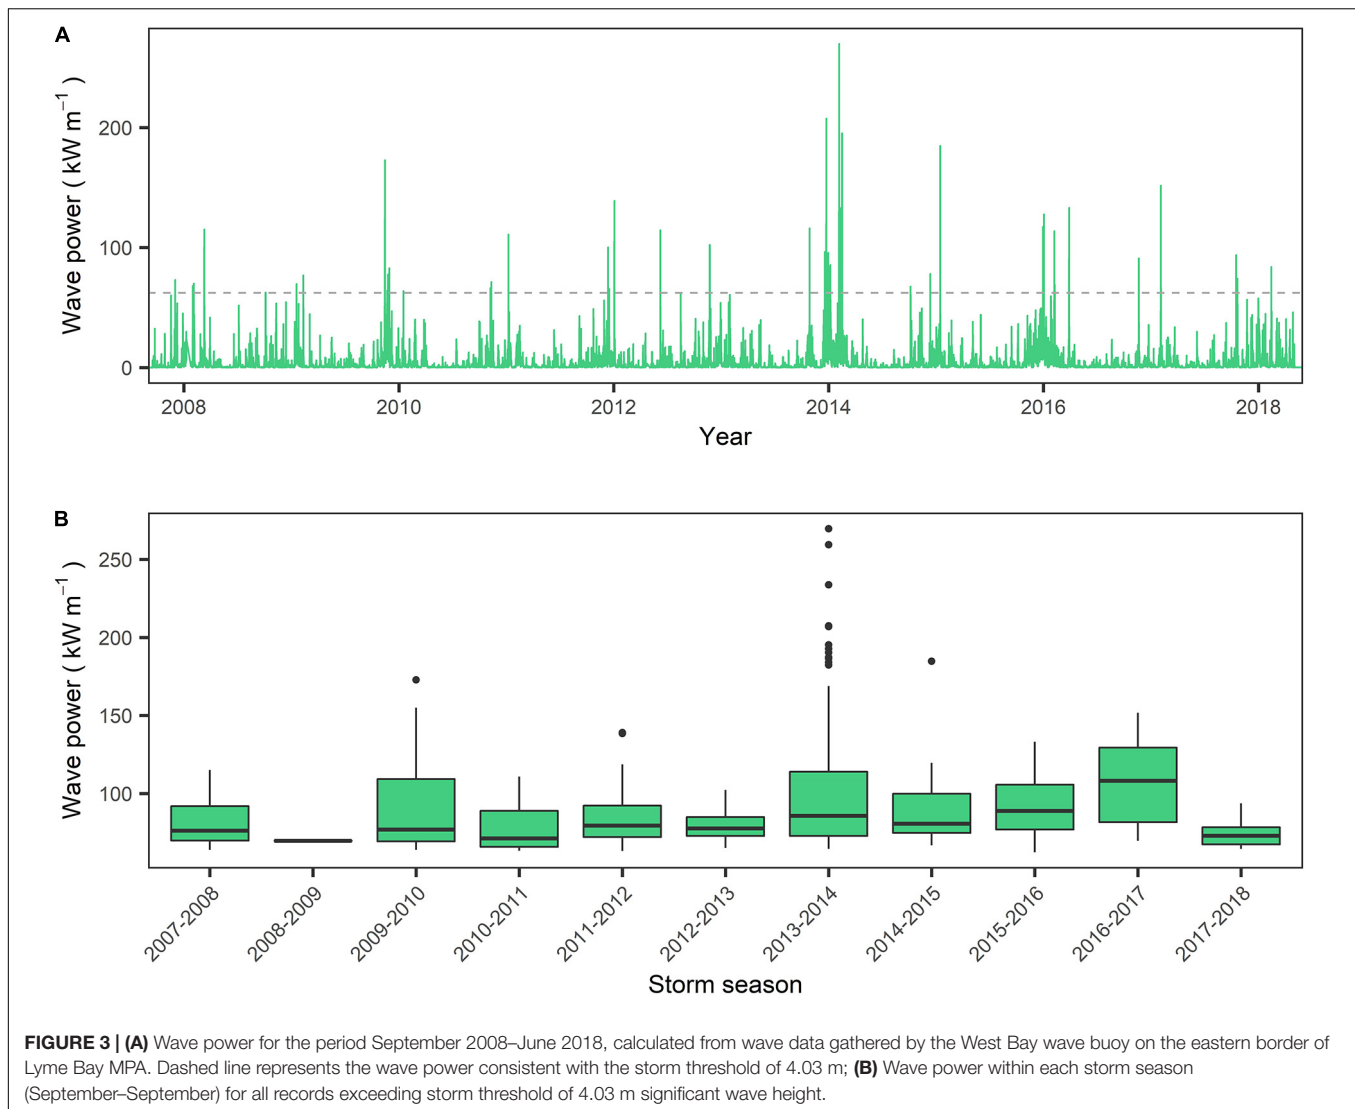 A
Wave power ( kW m⁻¹ )
200
100
0
2008 2010 2012 2014 2016 2018
Year
B
Wave power ( kW m⁻¹ )
250
200
150
100
2007-2008 2008-2009 2009-2010 2010-2011 2011-2012 2012-2013 2013-2014 2014-2015 2015-2016 2016-2017 2017-2018
Storm season
FIGURE 3 | (A) Wave power for the period September 2008–June 2018, calculated from wave data gathered by the West Bay wave buoy on the eastern border of
Lyme Bay MPA. Dashed line represents the wave power consistent with the storm threshold of 4.03 m; (B) Wave power within each storm season
(September–September) for all records exceeding storm threshold of 4.03 m significant wave height.